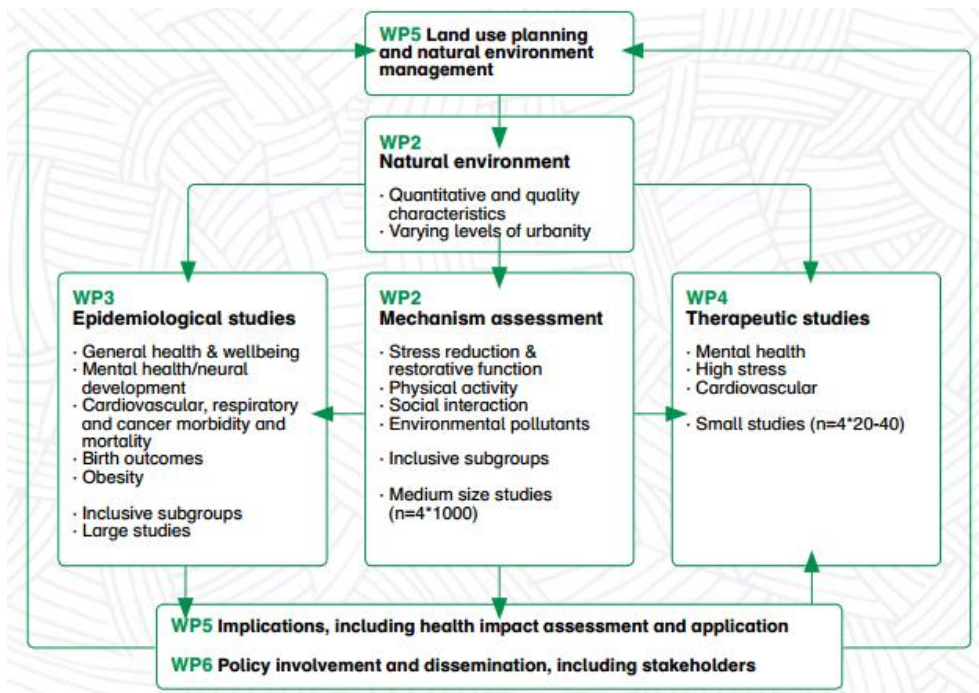 WP5 Land use planning
and natural environment
management
WP2
Natural environment
· Quantitative and quality
characteristics
· Varying levels of urbanity
WP3
Epidemiological studies
· General health & wellbeing
· Mental health/neural
development
· Cardiovascular, respiratory
and cancer morbidity and
mortality
· Birth outcomes
· Obesity
· Inclusive subgroups
· Large studies
WP2
Mechanism assessment
· Stress reduction &
restorative function
· Physical activity
· Social interaction
· Environmental pollutants
· Inclusive subgroups
· Medium size studies
(n=4*1000)
WP4
Therapeutic studies
· Mental health
· High stress
· Cardiovascular
· Small studies (n=4*20-40)
WP5 Implications, including health impact assessment and application
WP6 Policy involvement and dissemination, including stakeholders